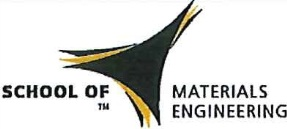 SCHOOL OF
TM
MATERIALS
ENGINEERING